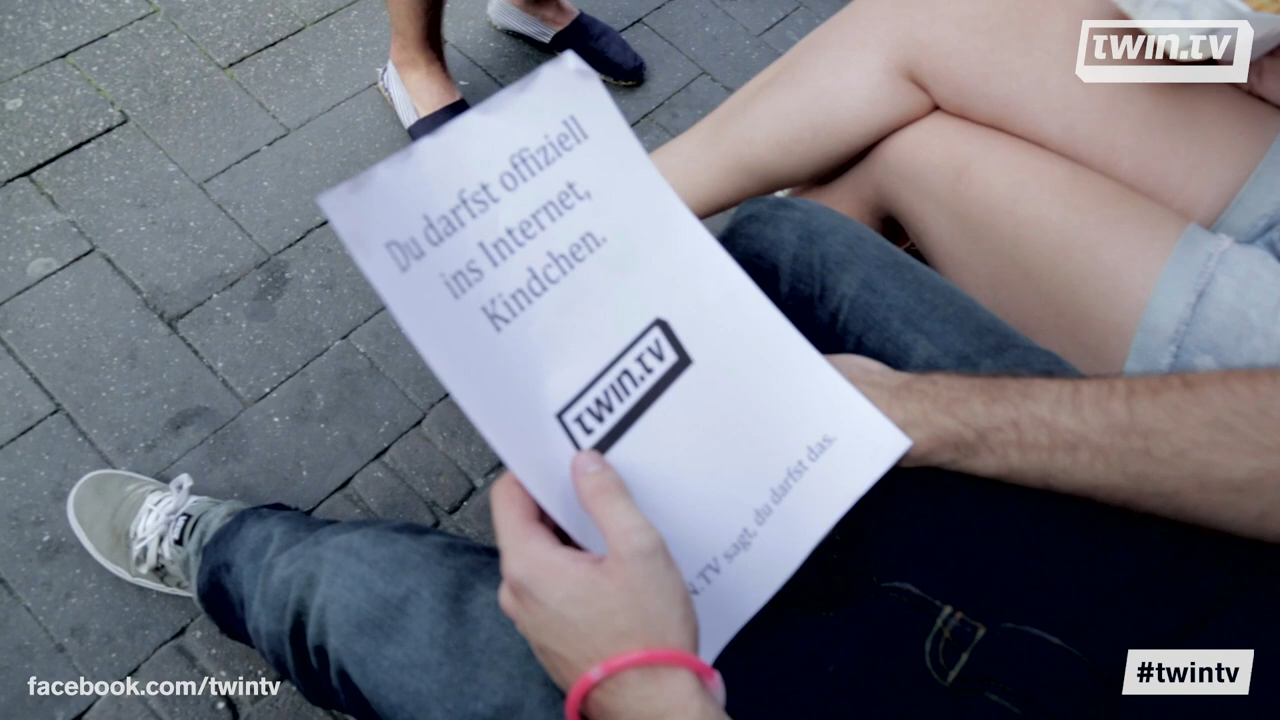 twin.tv
Du darfst offiziell
ins Internet,
Kindchen.
twin.tv
N.TV sagt, du darfst das.
facebook.com/twintv
#twintv